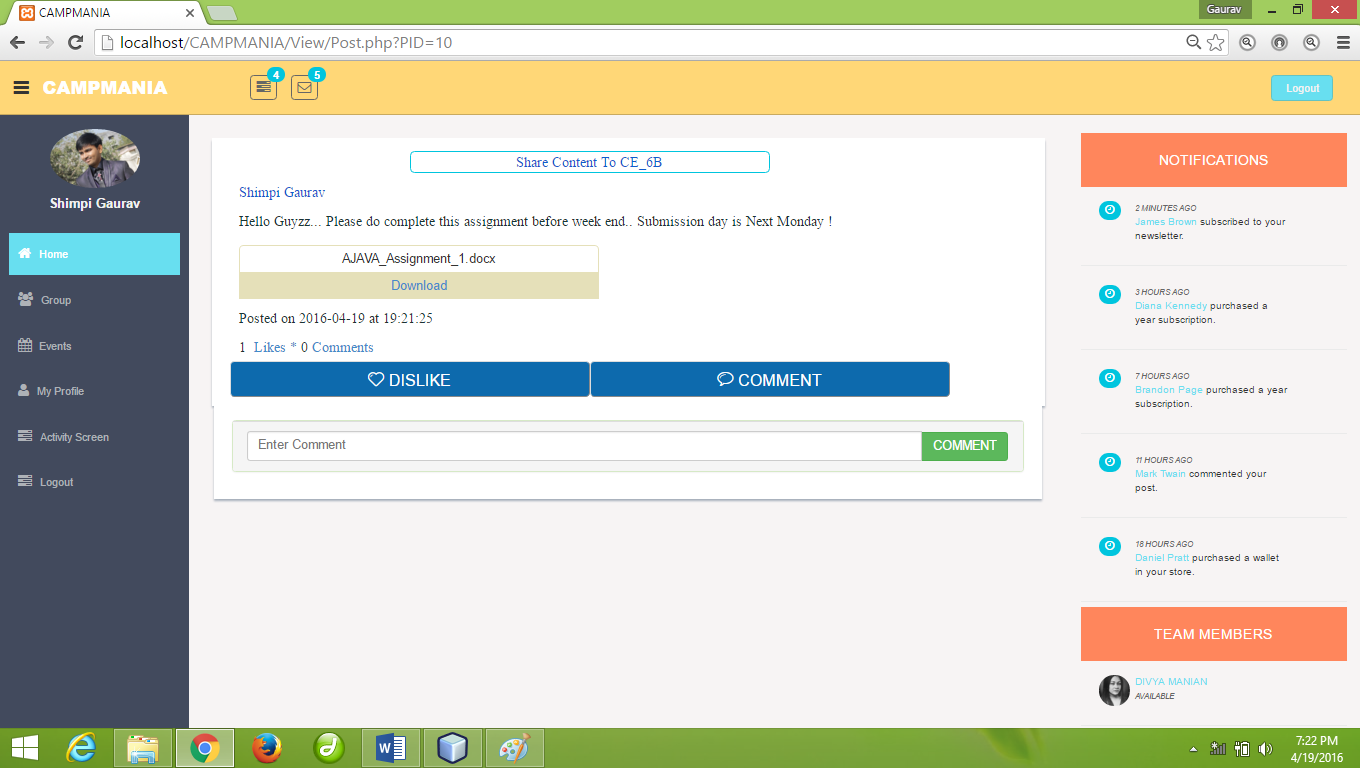 CAMPMANIA
Gaurav
localhost/CAMPMANIA/View/Post.php?PID=10
CAMPMANIA
4
5
Logout
Shimpi Gaurav
Home
Group
Events
My Profile
Activity Screen
Logout
Share Content To CE_6B
Shimpi Gaurav
Hello Guyzz... Please do complete this assignment before week end.. Submission day is Next Monday !
AJAVA_Assignment_1.docx
Download
Posted on 2016-04-19 at 19:21:25
1 Likes * 0 Comments
DISLIKE
COMMENT
Enter Comment
COMMENT
NOTIFICATIONS
2 MINUTES AGO
James Brown subscribed to your
newsletter.
3 HOURS AGO
Diana Kennedy purchased a
year subscription.
7 HOURS AGO
Brandon Page purchased a year
subscription.
11 HOURS AGO
Mark Twain commented your
post.
18 HOURS AGO
Daniel Pratt purchased a wallet
in your store.
TEAM MEMBERS
DIVYA MANIAN
AVAILABLE
7:22 PM
4/19/2016